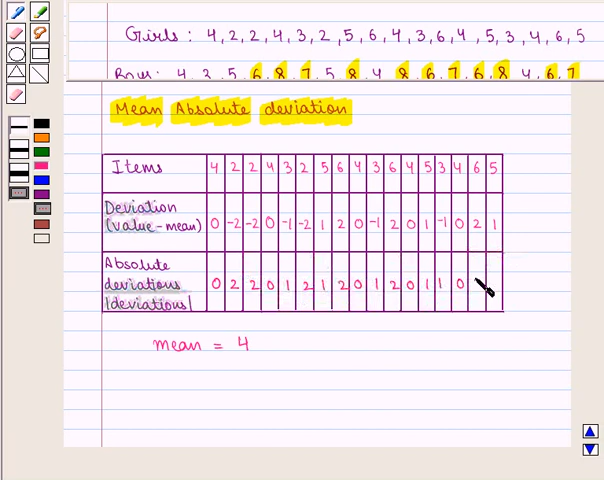 Girls : 4, 2, 2, 4, 3, 2, 5, 6, 4, 3, 6, 4, 5, 3, 4, 6, 5
Boys: 4, 3, 5, 6, 8, 7, 5, 8, 4, 8, 6, 7, 6, 8, 4, 6, 7
Mean Absolute deviation
Items 4 2 2 4 3 2 5 6 4 3 6 4 5 3 4 6 5
Deviation
(value-mean) 0 -2 -2 0 -1 -2 1 2 0 -1 2 0 1 -1 0 2 1
Absolute
deviations 0 2 2 0 1 2 1 2 0 1 2 0 1 1 0
|deviations|
mean = 4